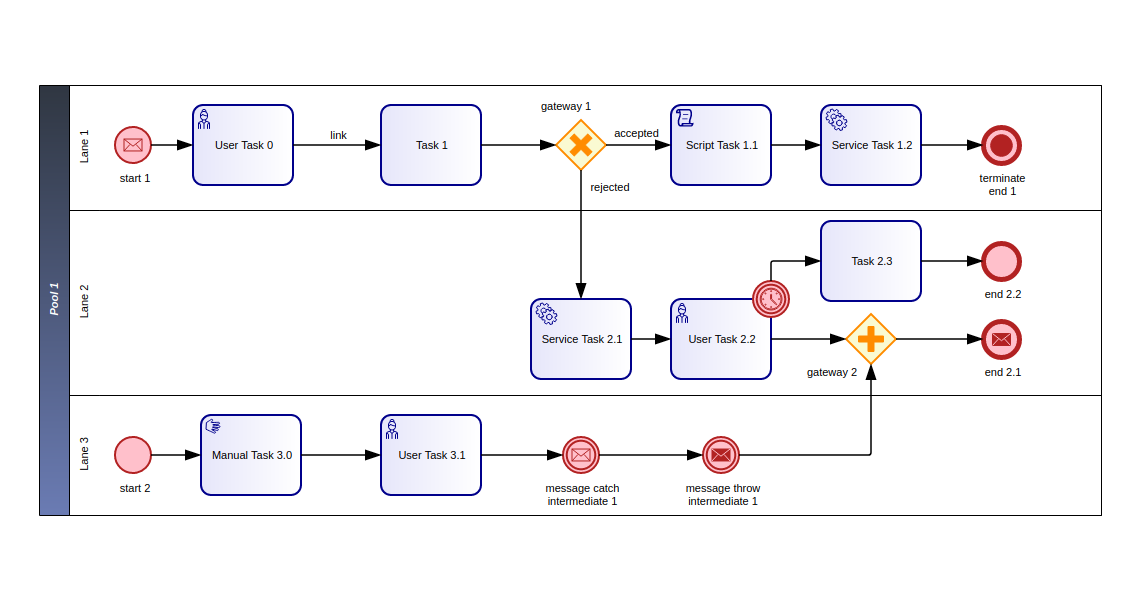 Pool 1
Lane 1
start 1
User Task 0
link
Task 1
gateway 1
accepted
rejected
Script Task 1.1
Service Task 1.2
terminate
end 1
Lane 2
Service Task 2.1
User Task 2.2
Task 2.3
end 2.2
gateway 2
end 2.1
Lane 3
start 2
Manual Task 3.0
User Task 3.1
message catch
intermediate 1
message throw
intermediate 1